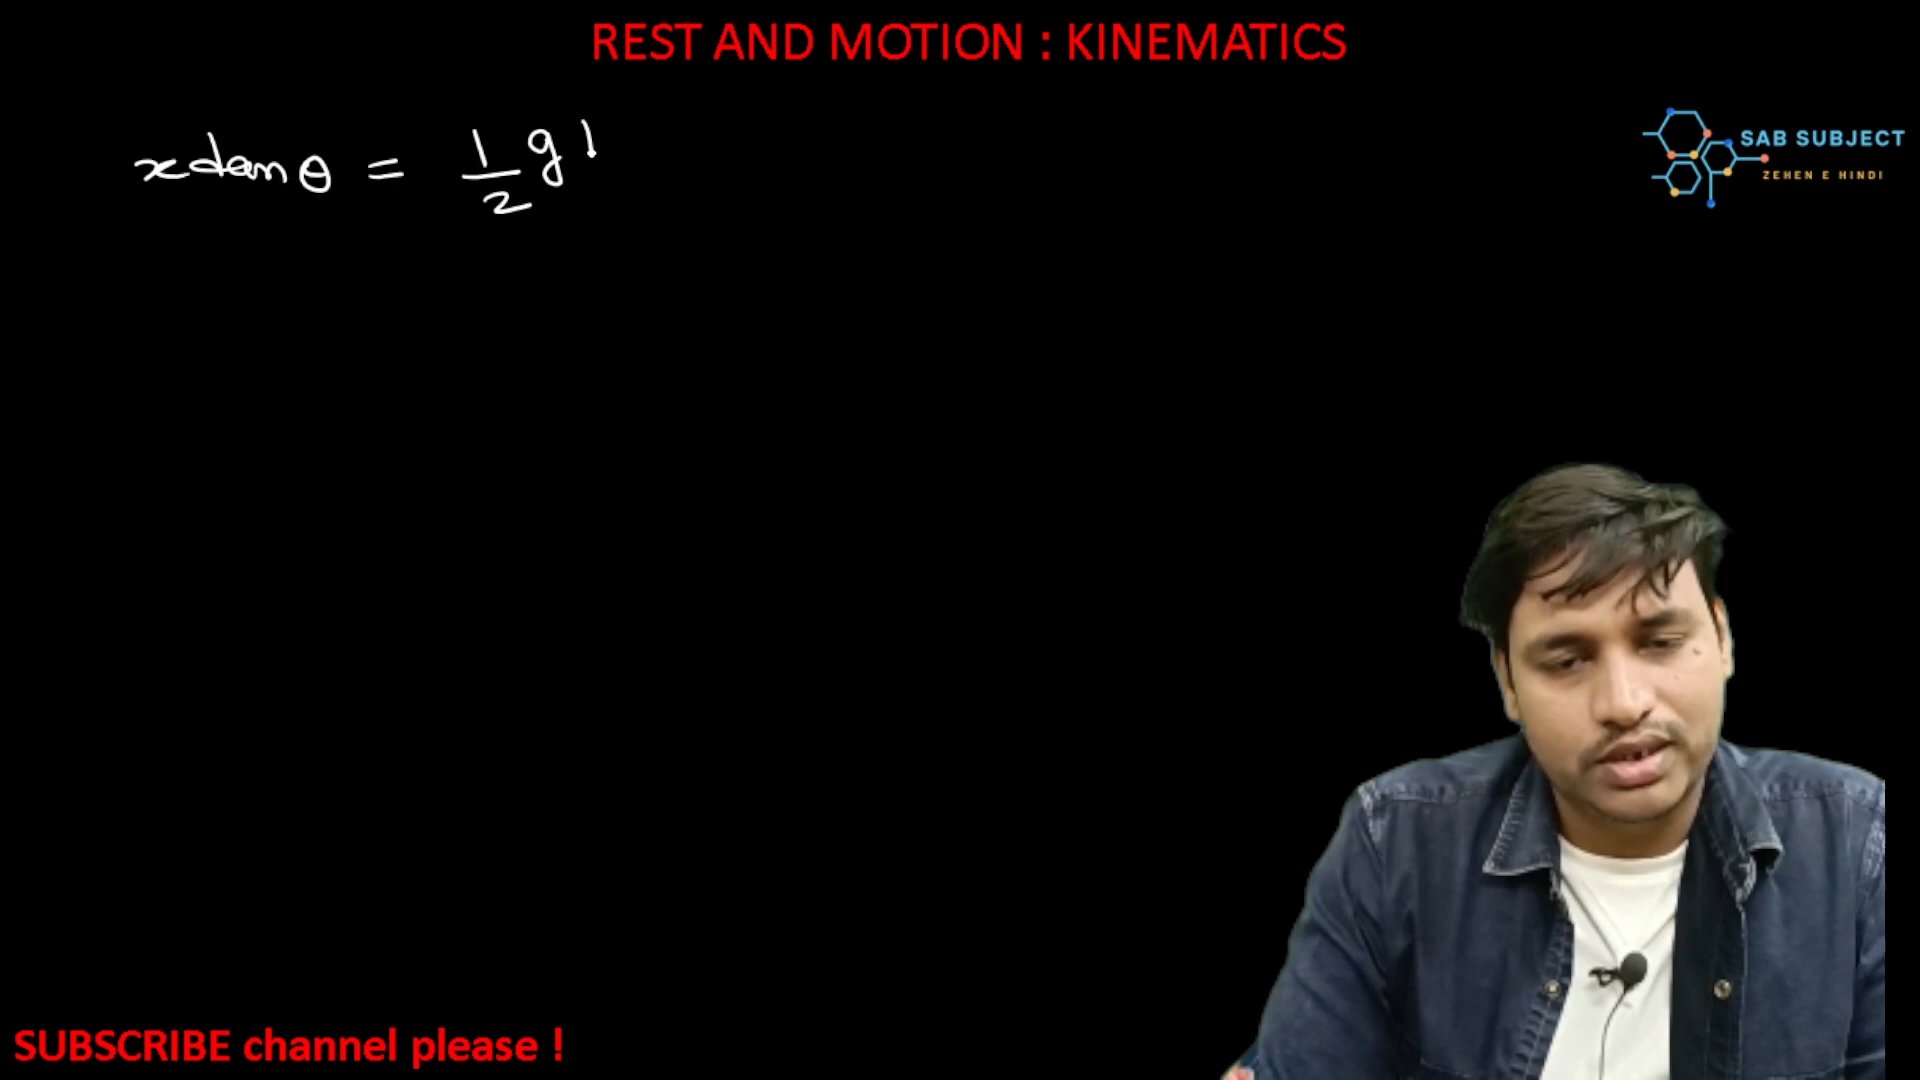 REST AND MOTION : KINEMATICS
x tan θ = 1/2 g
SAB SUBJECT
ZEHEN E HINDI
SUBSCRIBE channel please !